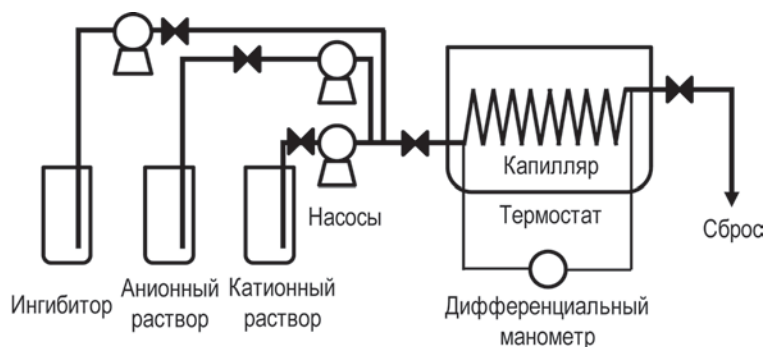 Капилляр
Термостат
Насосы
Сброс
Ингибитор
Анионный
раствор
Катионный
раствор
Дифференциальный
манометр